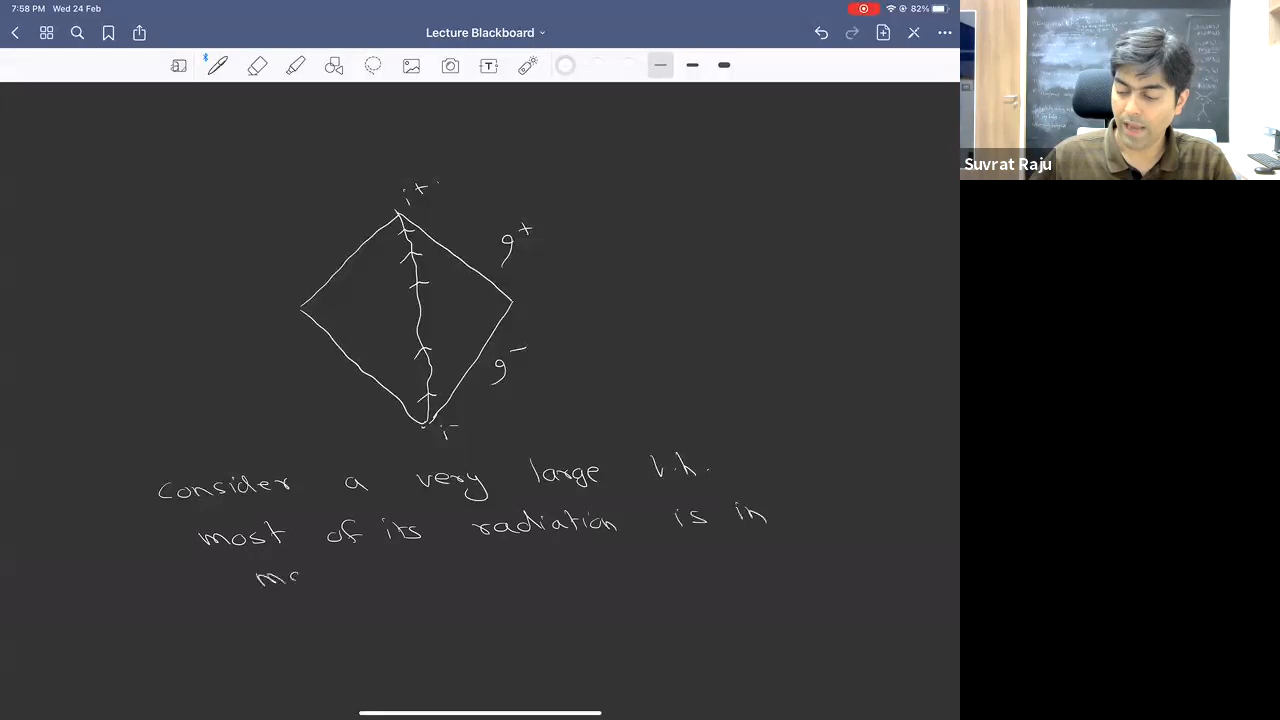 7:58 PM Wed 24 Feb
82%
Lecture Blackboard
T
Suvrat Raju
i⁺
𝓘⁺
𝓘⁻
i⁻
Consider a very large b.h.
most of its radiation is in